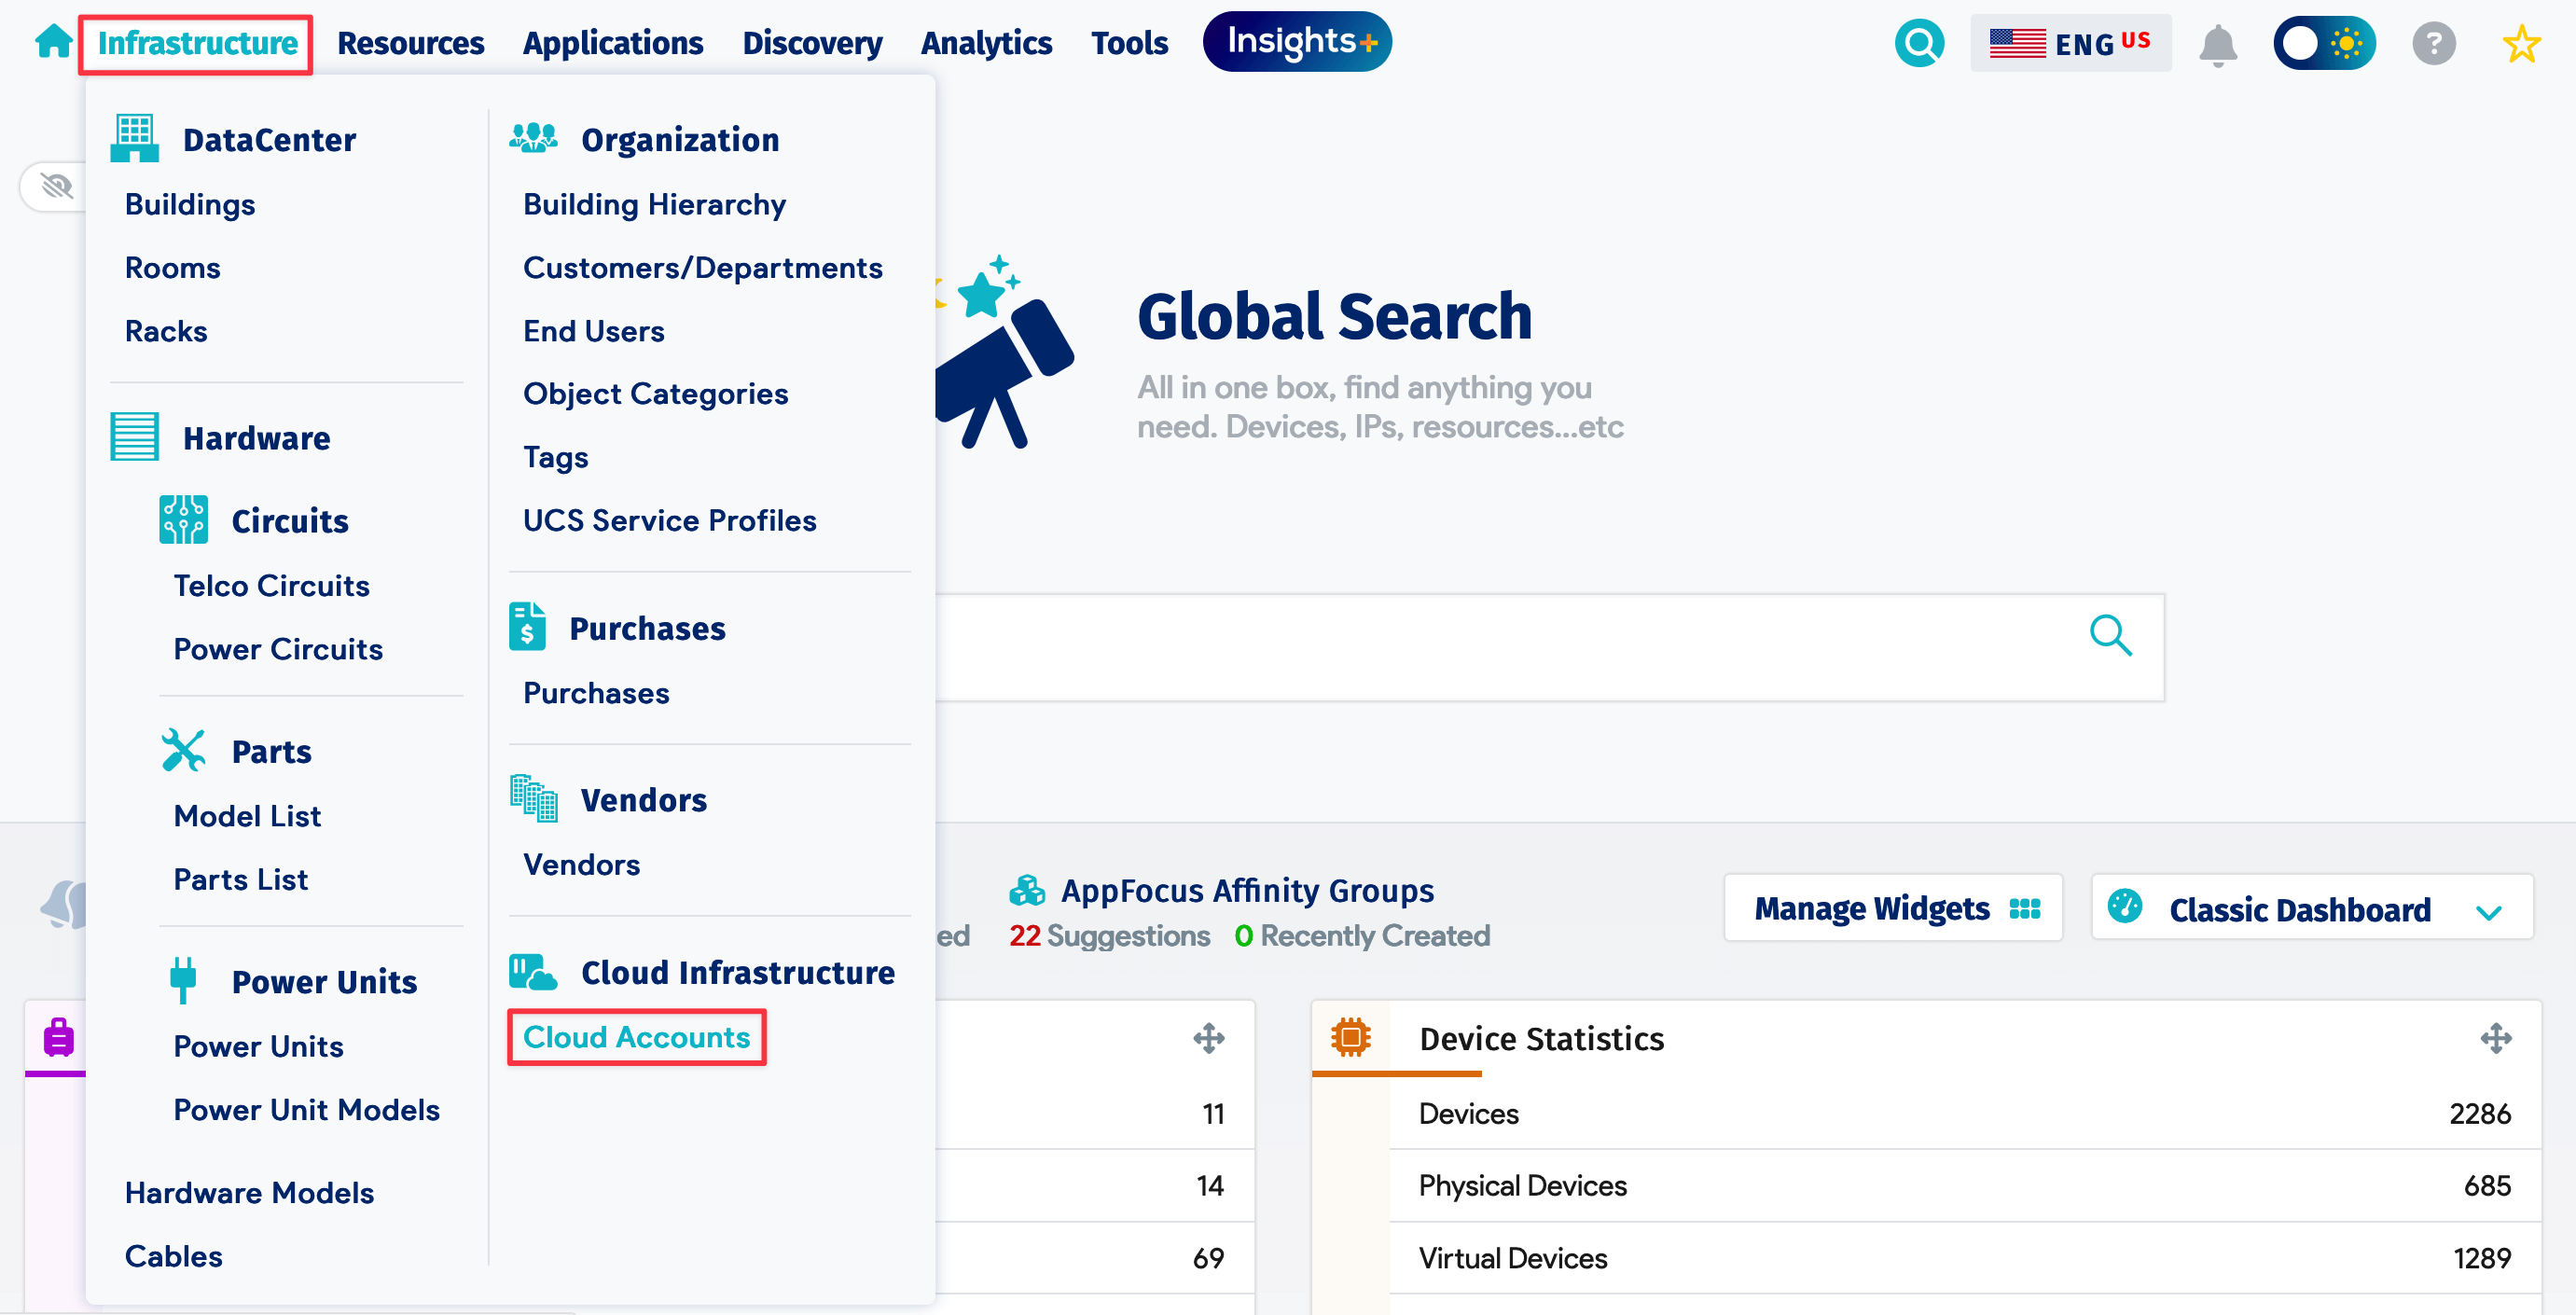 Infrastructure Resources Applications Discovery Analytics Tools Insights+ ENG US ?
DataCenter
Buildings
Rooms
Racks
Hardware
Circuits
Telco Circuits
Power Circuits
Parts
Model List
Parts List
Power Units
Power Units
Power Unit Models
Hardware Models
Cables
Organization
Building Hierarchy
Customers/Departments
End Users
Object Categories
Tags
UCS Service Profiles
Purchases
Purchases
Vendors
Vendors
Cloud Infrastructure
Cloud Accounts
Global Search
All in one box, find anything you
need. Devices, IPs, resources...etc
AppFocus Affinity Groups
ed 22 Suggestions 0 Recently Created
Manage Widgets
Classic Dashboard
11
14
69
Device Statistics
Devices 2286
Physical Devices 685
Virtual Devices 1289